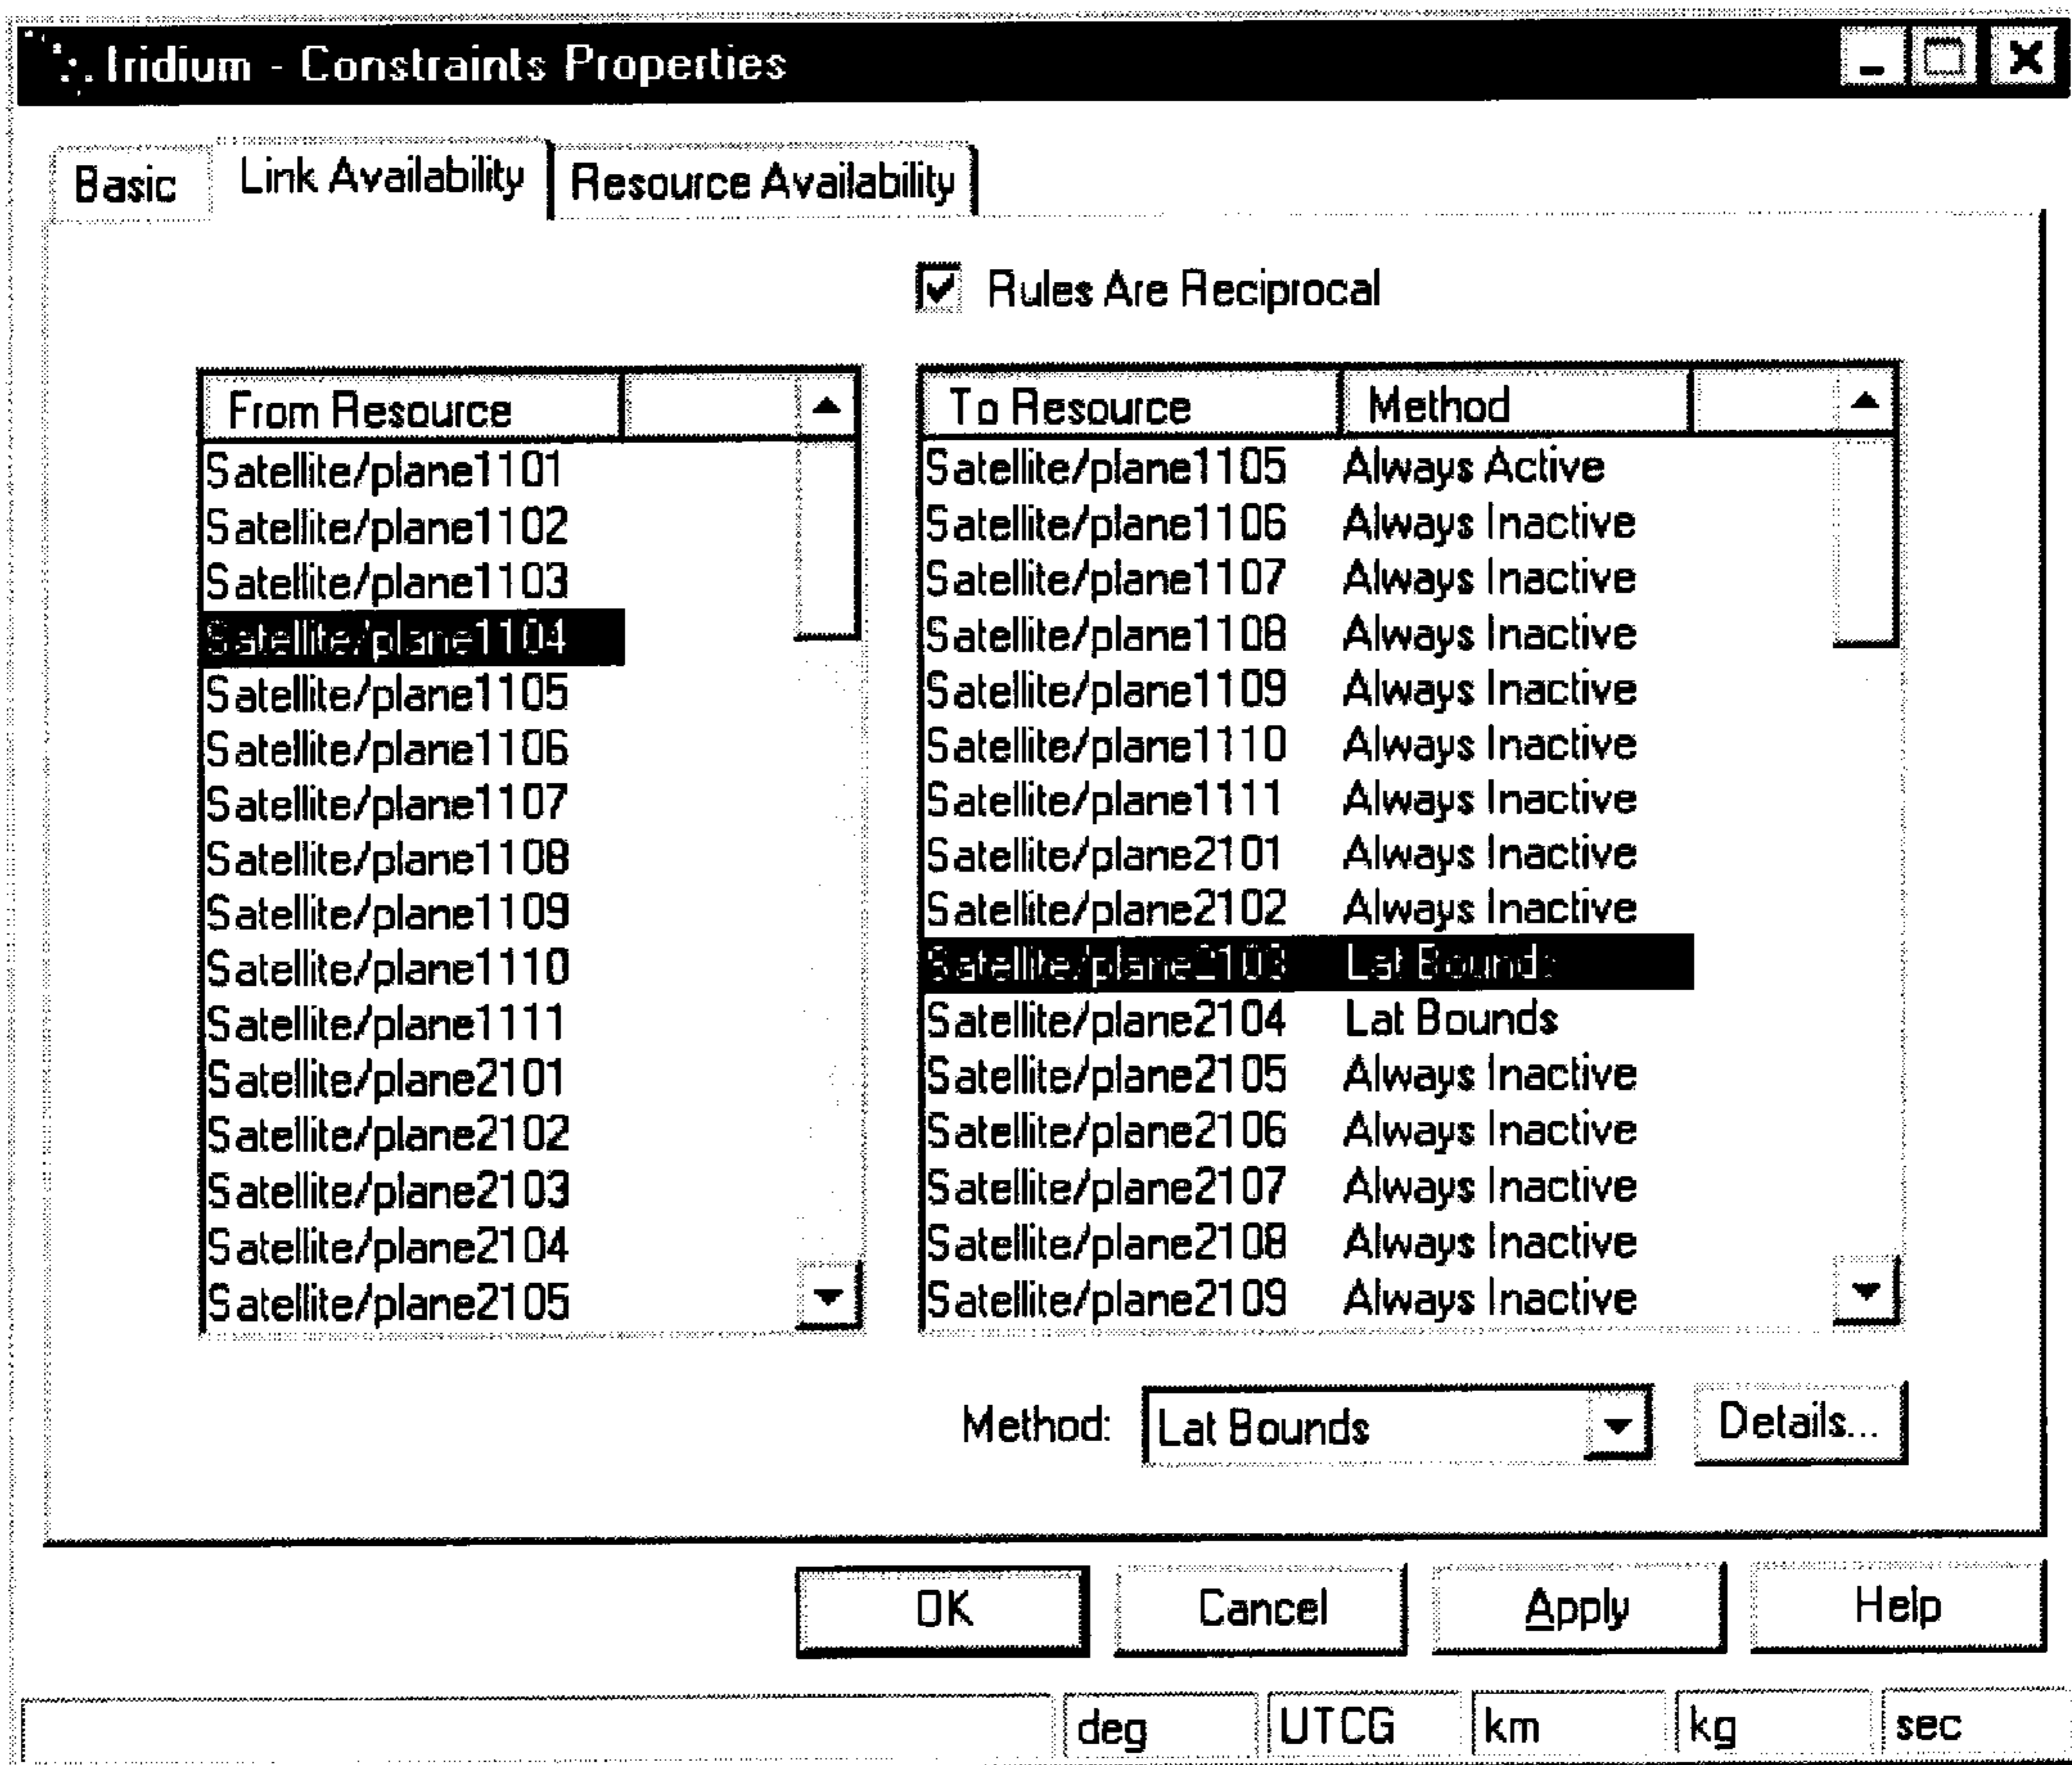 Iridium - Constraints Properties
Basic
Link Availability
Resource Availability
Rules Are Reciprocal
From Resource
Satellite/plane1101
Satellite/plane1102
Satellite/plane1103
Satellite/plane1104
Satellite/plane1105
Satellite/plane1106
Satellite/plane1107
Satellite/plane1108
Satellite/plane1109
Satellite/plane1110
Satellite/plane1111
Satellite/plane2101
Satellite/plane2102
Satellite/plane2103
Satellite/plane2104
Satellite/plane2105
To Resource Method
Satellite/plane1105 Always Active
Satellite/plane1106 Always Inactive
Satellite/plane1107 Always Inactive
Satellite/plane1108 Always Inactive
Satellite/plane1109 Always Inactive
Satellite/plane1110 Always Inactive
Satellite/plane1111 Always Inactive
Satellite/plane2101 Always Inactive
Satellite/plane2102 Always Inactive
Satellite/plane2103 Lat Bounds
Satellite/plane2104 Lat Bounds
Satellite/plane2105 Always Inactive
Satellite/plane2106 Always Inactive
Satellite/plane2107 Always Inactive
Satellite/plane2108 Always Inactive
Satellite/plane2109 Always Inactive
Method: Lat Bounds Details...
OK Cancel Apply Help
deg UTCG km kg sec